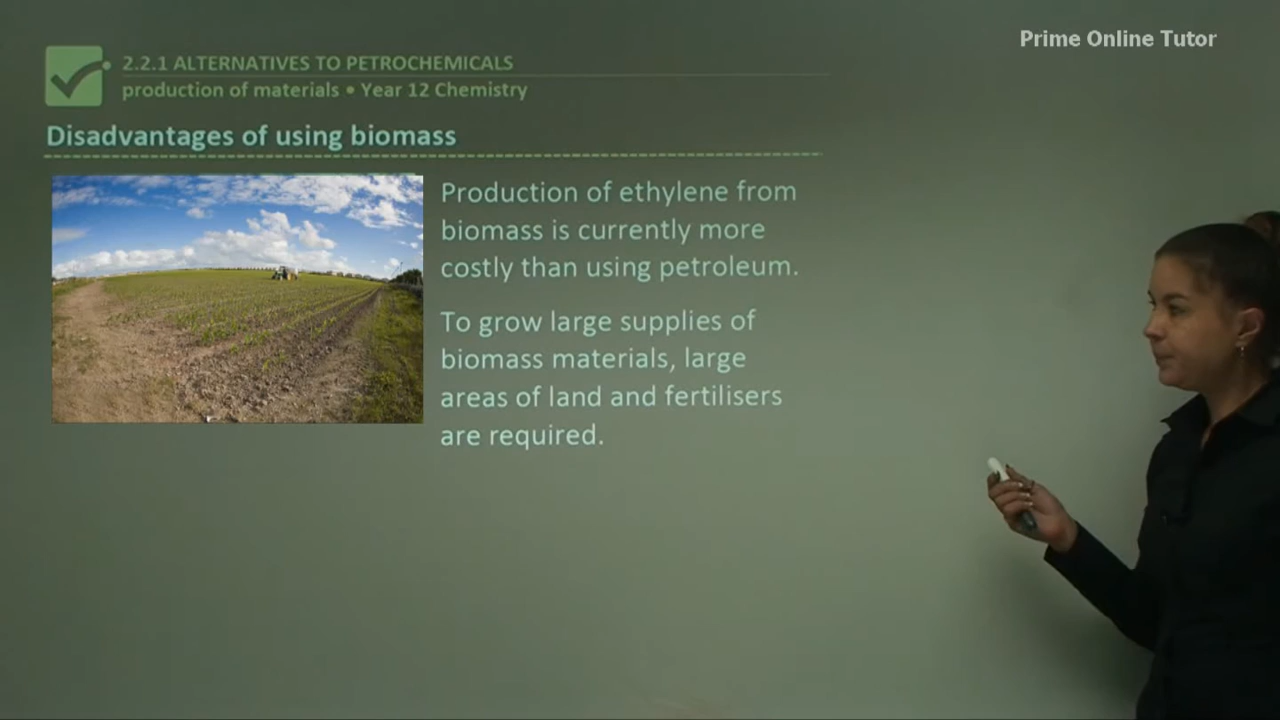 Prime Online Tutor
2.2.1 ALTERNATIVES TO PETROCHEMICALS
production of materials • Year 12 Chemistry
Disadvantages of using biomass
Production of ethylene from
biomass is currently more
costly than using petroleum.
To grow large supplies of
biomass materials, large
areas of land and fertilisers
are required.